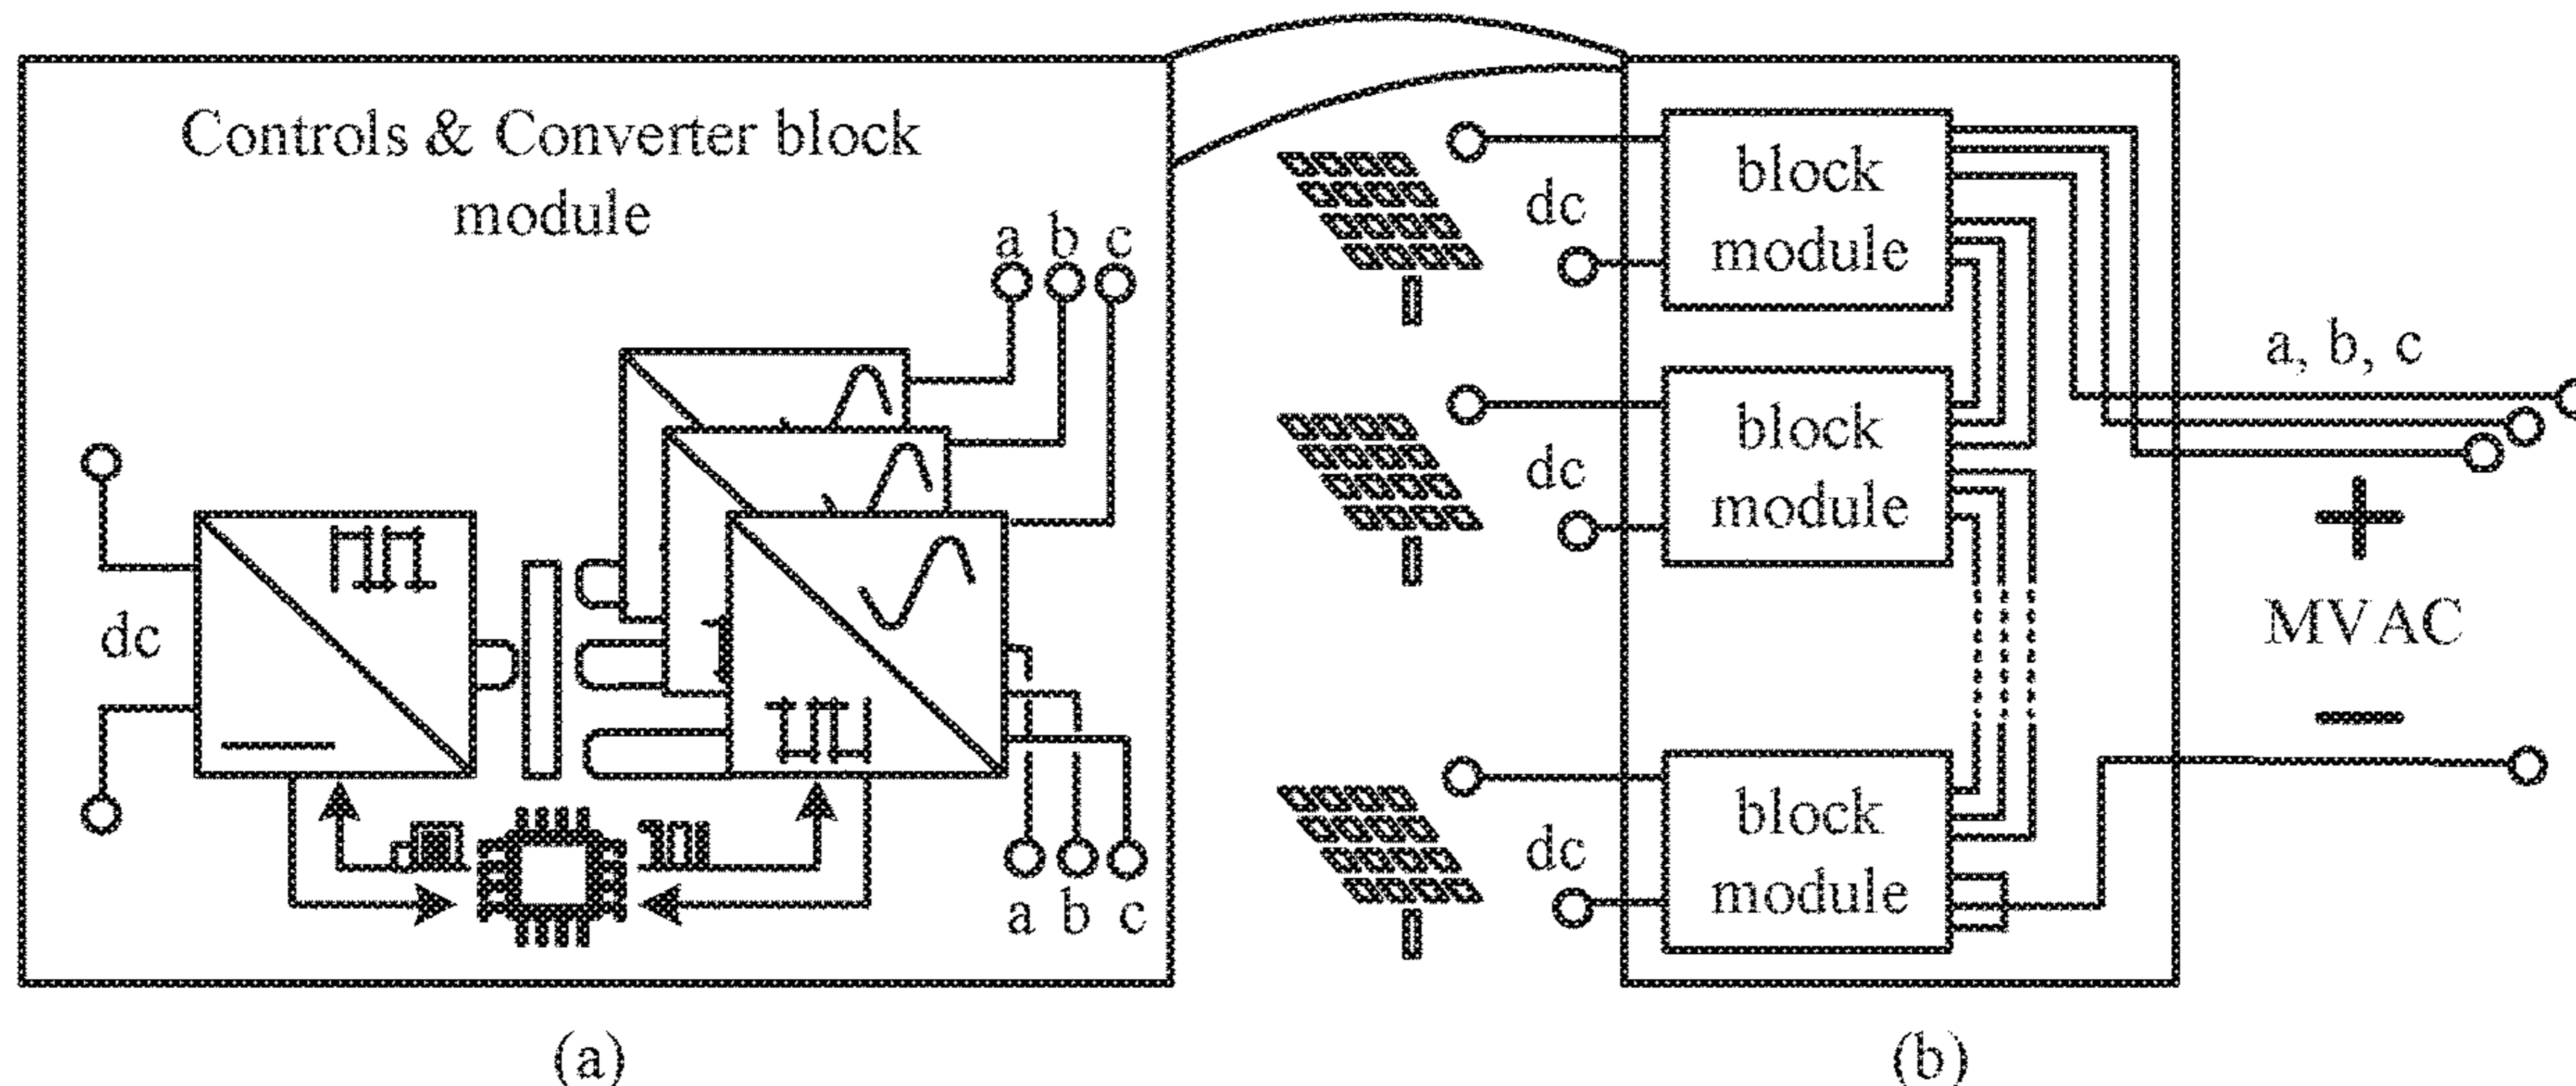 Controls & Converter block
module
a b c
dc
a b c
(a)
block
module
dc
block
module
dc
block
module
dc
a, b, c
+
MVAC
−
(b)